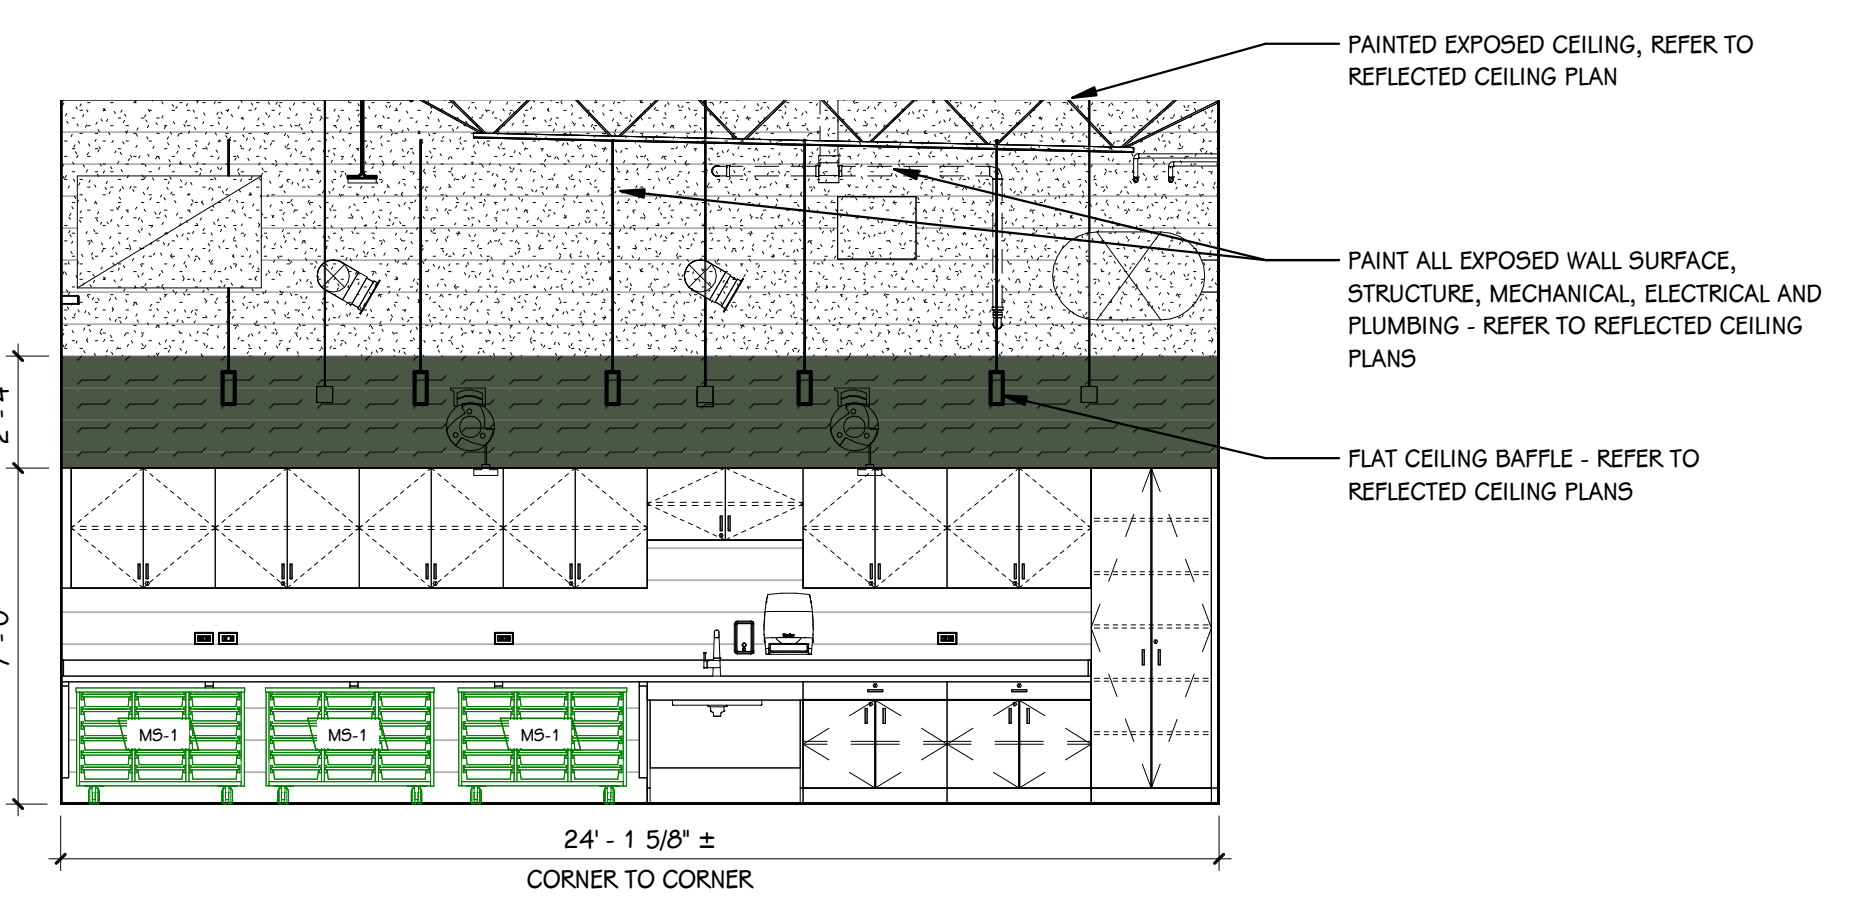 PAINTED EXPOSED CEILING, REFER TO
REFLECTED CEILING PLAN
PAINT ALL EXPOSED WALL SURFACE,
STRUCTURE, MECHANICAL, ELECTRICAL AND
PLUMBING - REFER TO REFLECTED CEILING
PLANS
FLAT CEILING BAFFLE - REFER TO
REFLECTED CEILING PLANS
MS-1
MS-1
MS-1
24' - 1 5/8" ±
CORNER TO CORNER